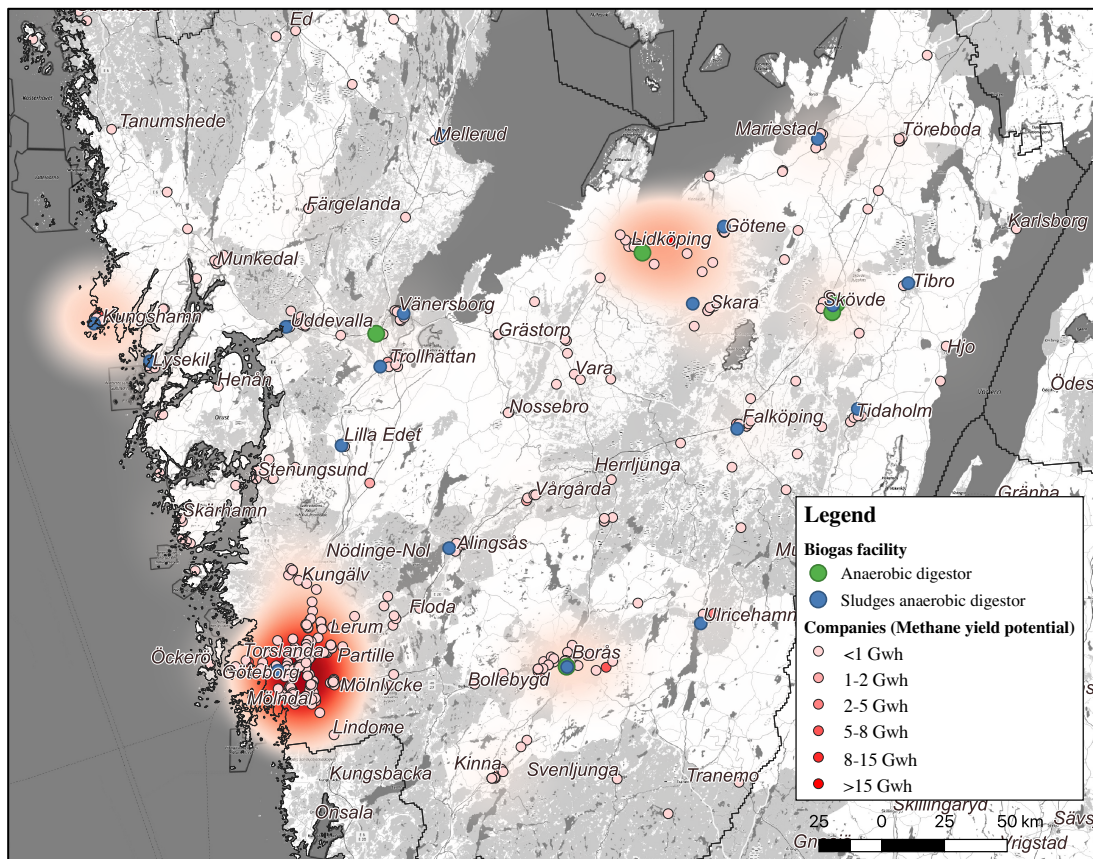 Ed
Tanumshede
Mellerud
Mariestad
Töreboda
Färgelanda
Karlsborg
Götene
Lidköping
Munkedal
Tibro
Skara
Skövde
Vänersborg
Kungshamn
Uddevalla
Grästorp
Hjo
Lysekil
Trollhättan
Vara
Henån
Ödes
Nossebro
Falköping
Tidaholm
Lilla Edet
Herrljunga
Stenungsund
Gränna
Vårgårda
Skärhamn
Nödinge-Nol
Alingsås
Mu
Kungälv
Floda
Ulricehamn
Lerum
Torslanda
Partille
Öckerö
Borås
Göteborg
Mölnlycke
Bollebygd
Mölndal
Lindome
Kinna
Svenljunga
Tranemo
Kungsbacka
Onsala
Skillingaryd
Sävs
Vrigstad
Legend
Biogas facility
Anaerobic digestor
Sludges anaerobic digestor
Companies (Methane yield potential)
<1 Gwh
1-2 Gwh
2-5 Gwh
5-8 Gwh
8-15 Gwh
>15 Gwh
25 0 25 50 km